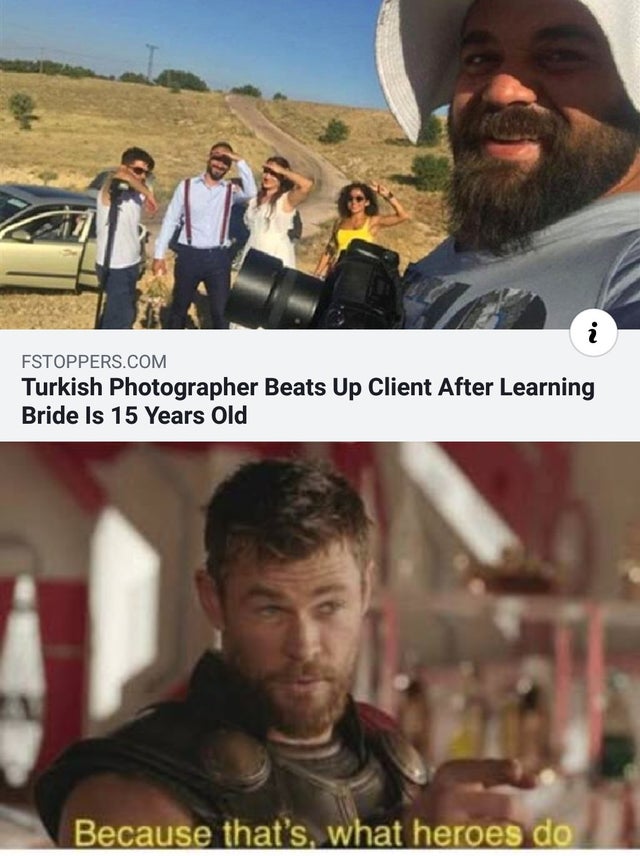 i
FSTOPPERS.COM
Turkish Photographer Beats Up Client After Learning
Bride Is 15 Years Old
Because that's, what heroes do